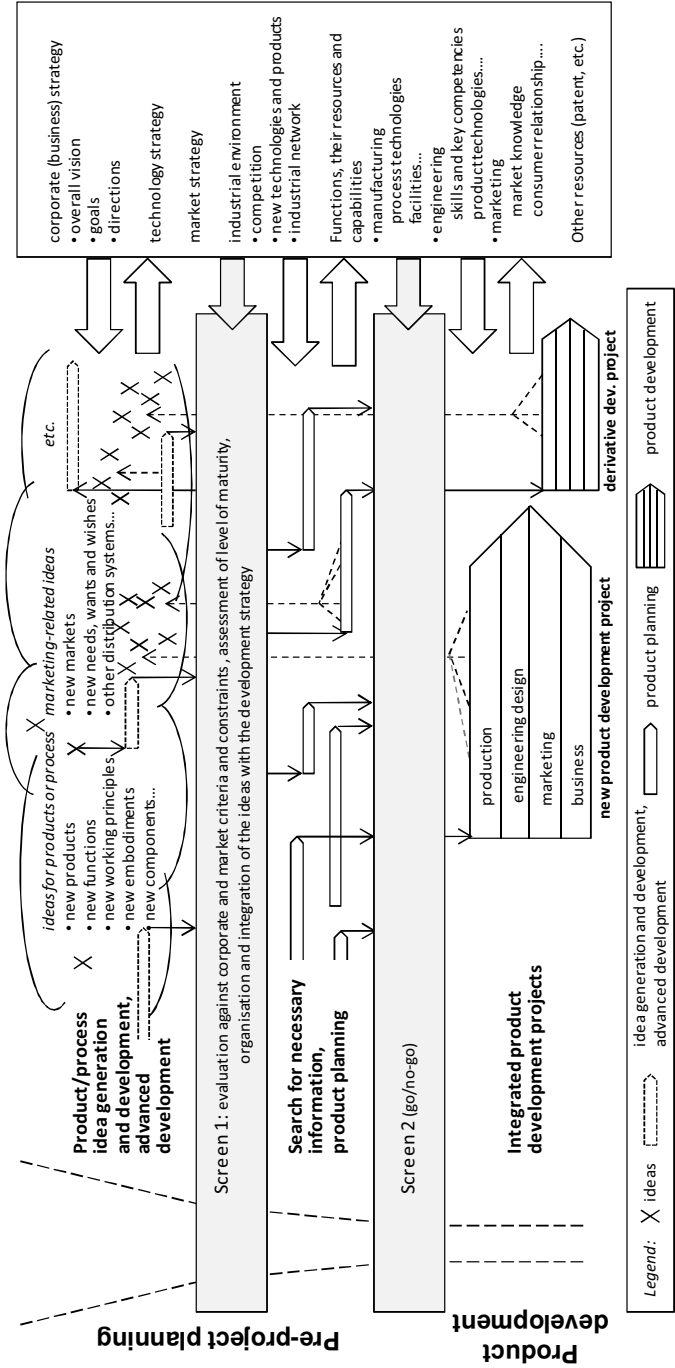 Pre-project planning
Product
development
Product/process
idea generation
and development,
advanced
development
ideas for products or process
• new products
• new functions
• new working principles
• new embodiments
• new components...
marketing-related ideas
• new markets
• new needs, wants and wishes
• other distribution systems...
etc.
Screen 1: evaluation against corporate and market criteria and constraints, assessment of level of maturity,
organisation and integration of the ideas with the development strategy
Search for necessary
information,
product planning
Screen 2 (go/no-go)
Integrated product
development projects
production
engineering design
marketing
business
new product development project
derivative dev. project
corporate (business) strategy
• overall vision
• goals
• directions
technology strategy
market strategy
industrial environment
• competition
• new technologies and products
• industrial network
Functions, their resources and
capabilities
• manufacturing
process technologies
facilities...
• engineering
skills and key competencies
product technologies....
• marketing
market knowledge
consumer relationship....
Other resources (patent, etc.)
Legend:
X ideas
idea generation and development,
advanced development
product planning
product development